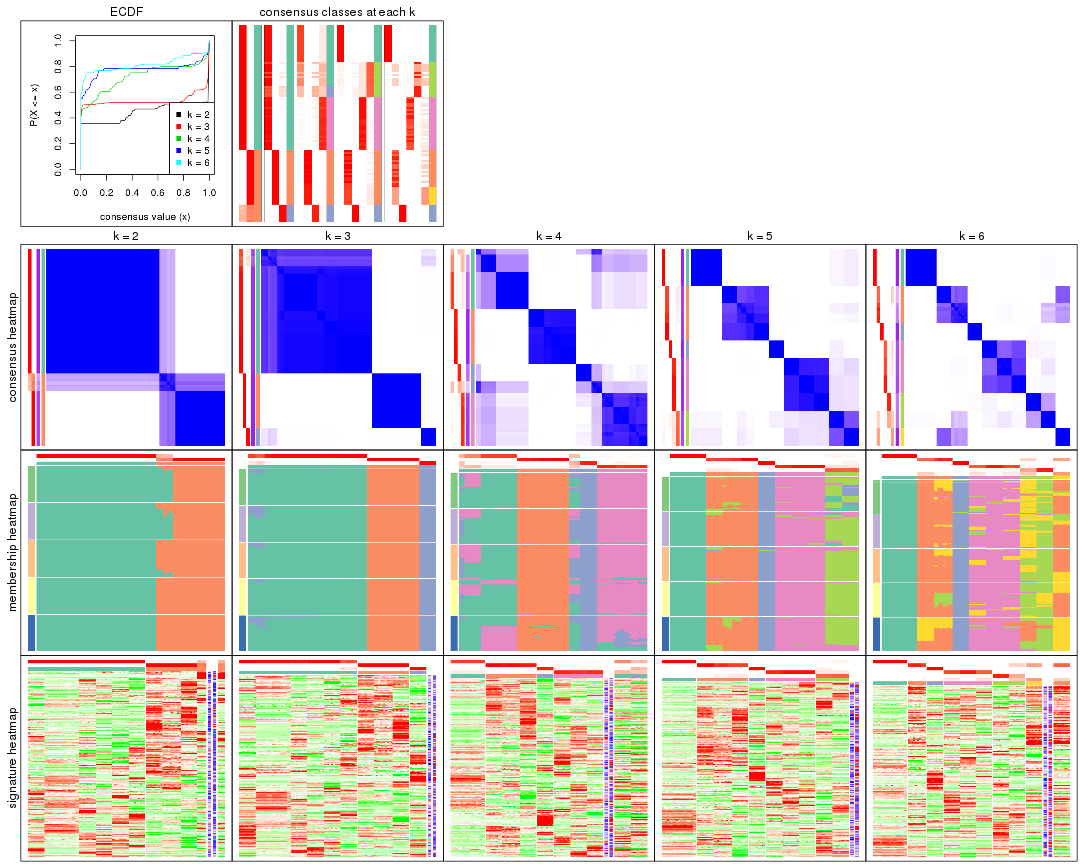 ECDF
consensus classes at each k
P(X <= x)
0.0 0.2 0.4 0.6 0.8 1.0
k = 2
k = 3
k = 4
k = 5
k = 6
0.0 0.2 0.4 0.6 0.8 1.0
consensus value (x)
k = 2
k = 3
k = 4
k = 5
k = 6
consensus heatmap
membership heatmap
signature heatmap